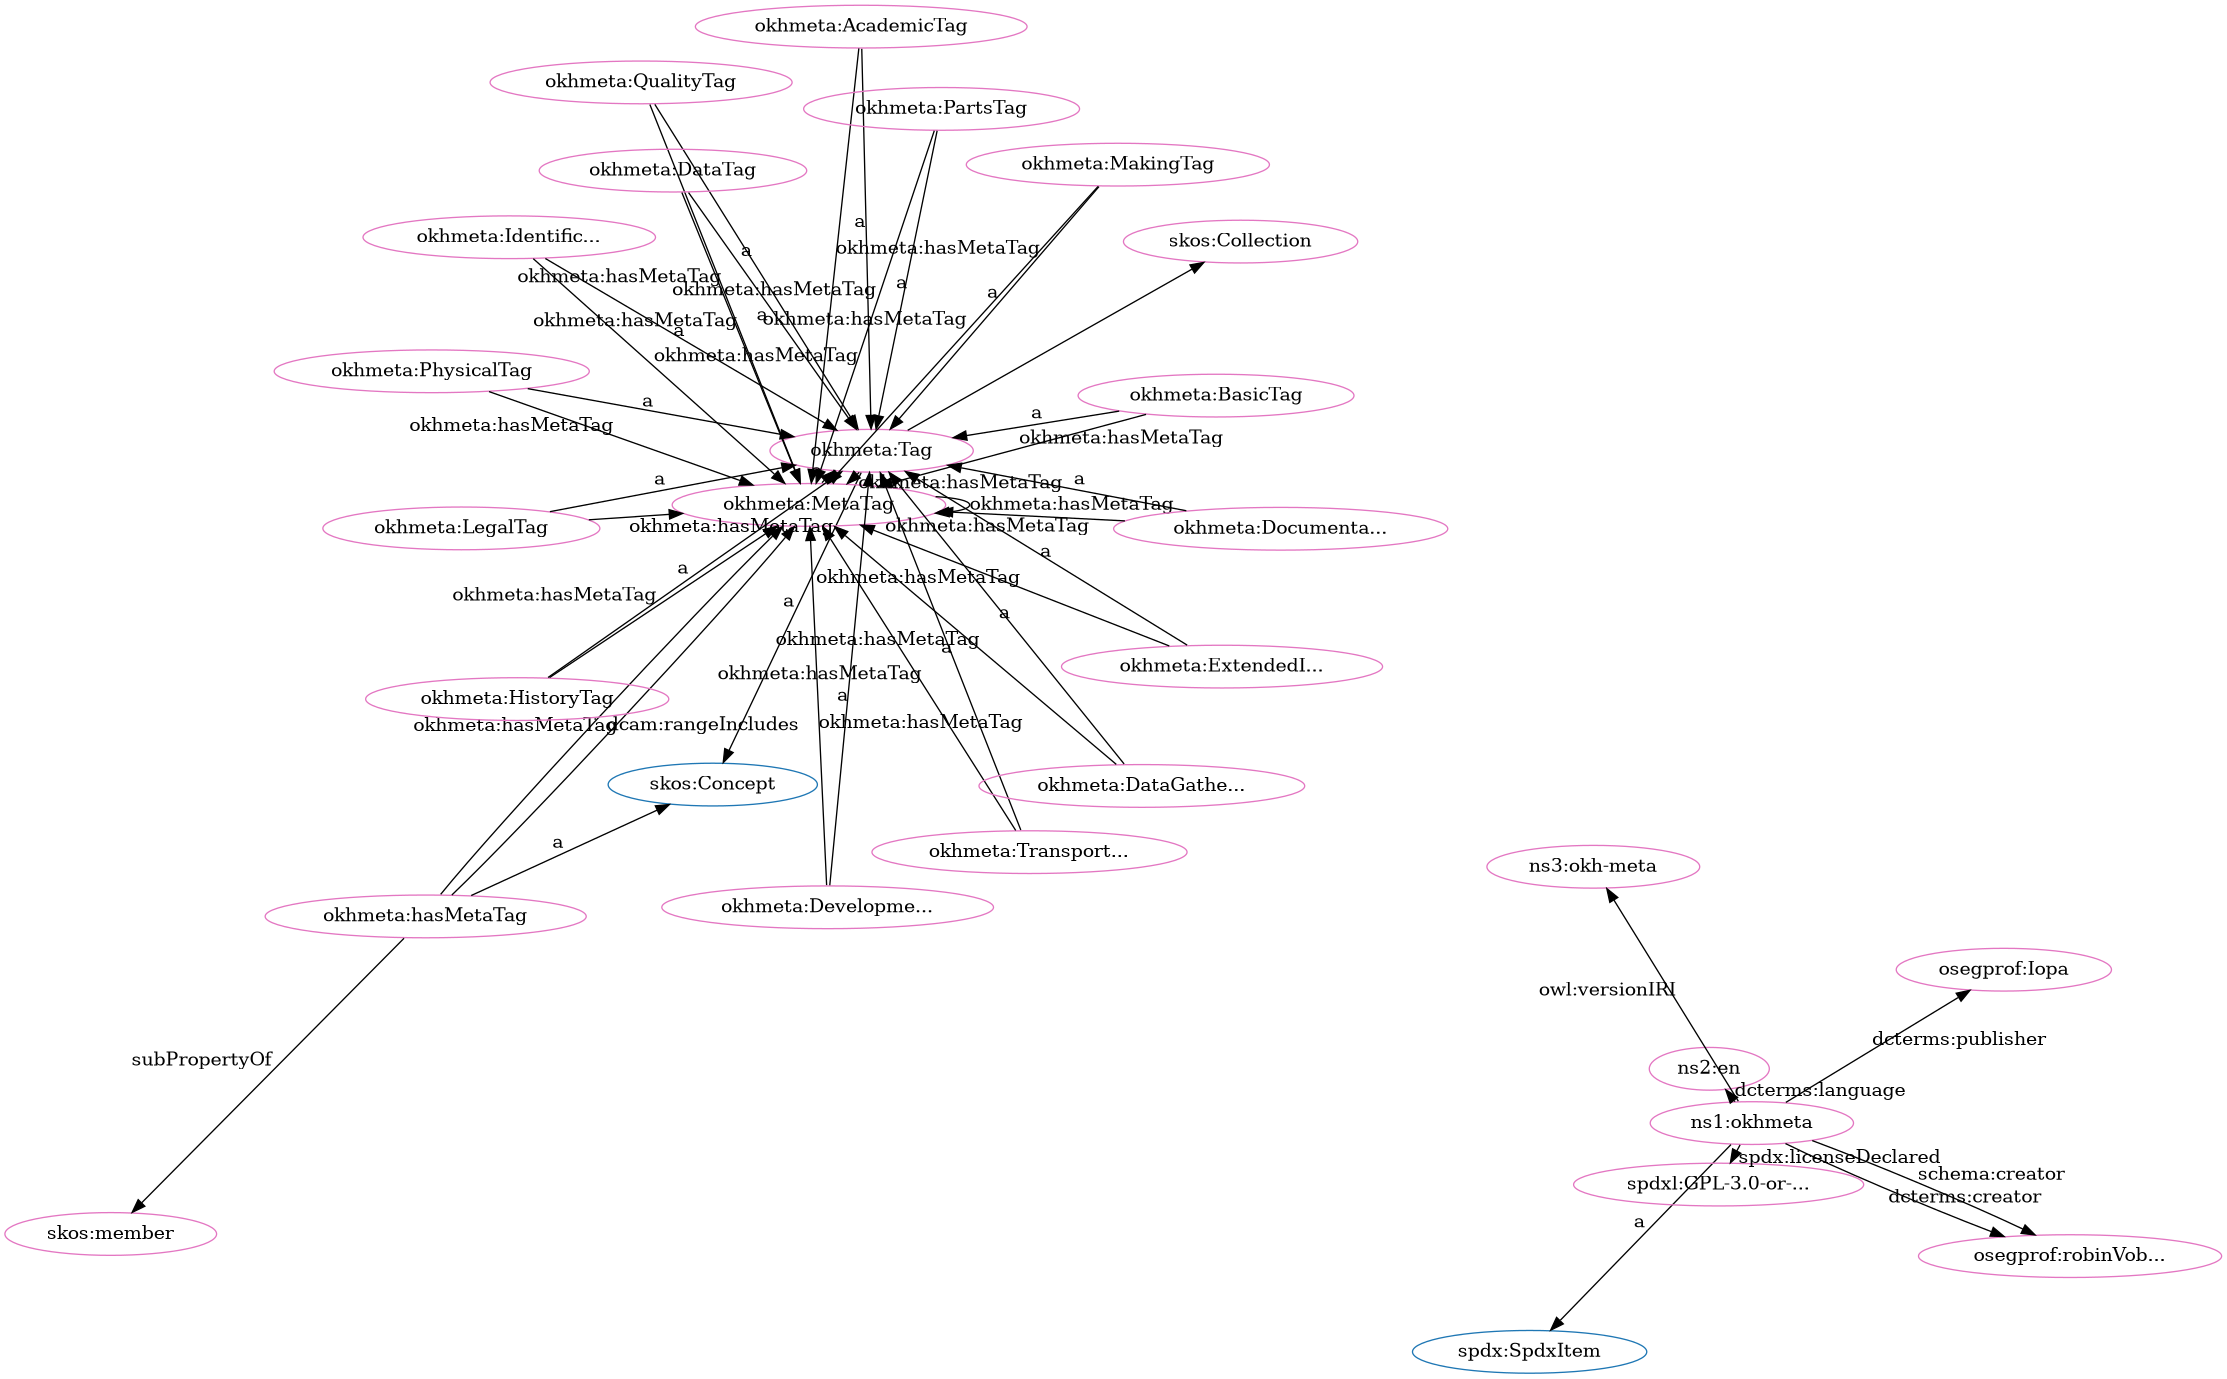 okhmeta:AcademicTag
okhmeta:QualityTag
okhmeta:PartsTag
okhmeta:MakingTag
okhmeta:DataTag
a
okhmeta:Identific...
skos:Collection
okhmeta:hasMetaTag
a
okhmeta:hasMetaTag
a
okhmeta:hasMetaTag
a
okhmeta:hasMetaTag
a
okhmeta:hasMetaTag
a
okhmeta:hasMetaTag
okhmeta:PhysicalTag
okhmeta:BasicTag
a
a
okhmeta:hasMetaTag
okhmeta:hasMetaTag
okhmeta:Tag
a
okhmeta:hasMetaTag
a
okhmeta:MetaTag
okhmeta:hasMetaTag
okhmeta:LegalTag
okhmeta:hasMetaTag
okhmeta:hasMetaTag
okhmeta:Documenta...
a
a
okhmeta:hasMetaTag
okhmeta:hasMetaTag
a
a
okhmeta:hasMetaTag
a
okhmeta:ExtendedI...
okhmeta:hasMetaTag
okhmeta:HistoryTag
a
okhmeta:hasMetaTag
dcam:rangeIncludes
okhmeta:hasMetaTag
skos:Concept
okhmeta:DataGathe...
a
okhmeta:Transport...
okhmeta:hasMetaTag
okhmeta:Developme...
ns3:okh-meta
osegprof:Iopa
owl:versionIRI
dcterms:publisher
subPropertyOf
ns2:en
dcterms:language
ns1:okhmeta
spdx:licenseDeclared
schema:creator
spdxl:GPL-3.0-or-...
dcterms:creator
a
skos:member
osegprof:robinVob...
spdx:SpdxItem